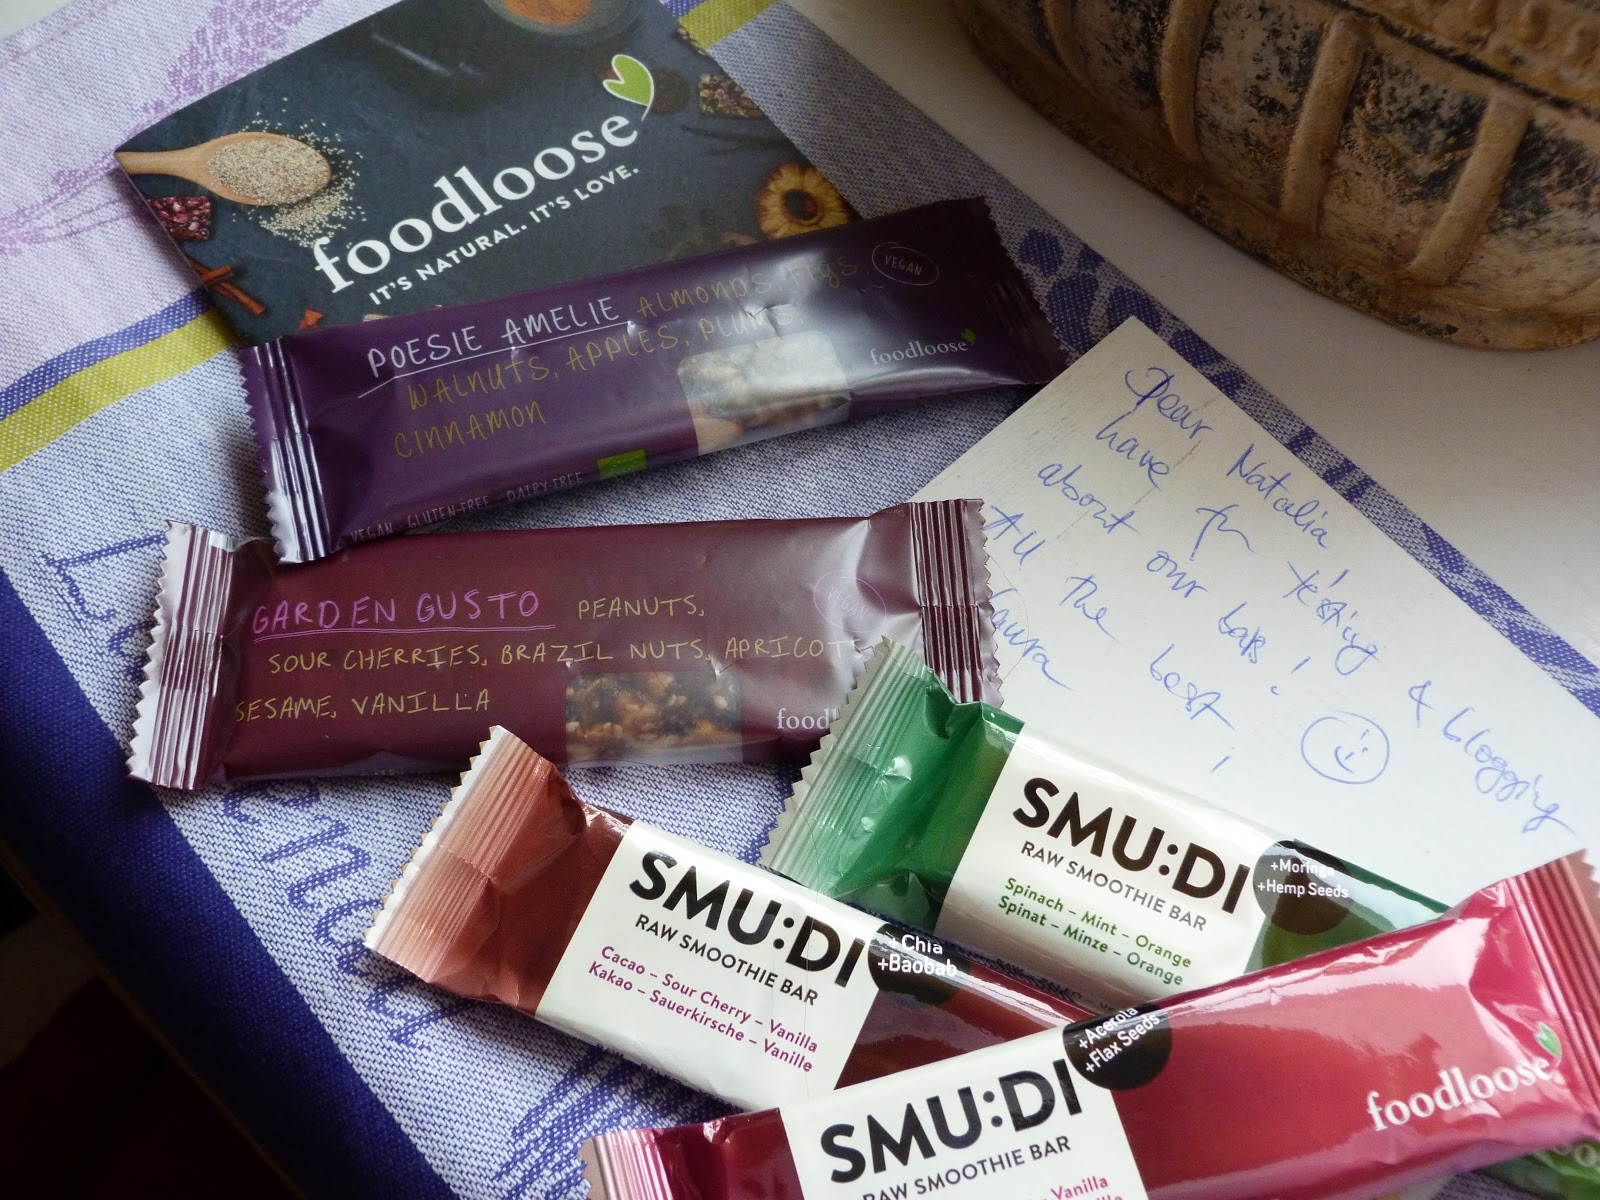 foodloose
IT'S NATURAL. IT'S LOVE.
POESIE AMELIE ALMONDS, FIGS,
WALNUTS, APPLES, PLUMS
CINNAMON
VEGAN
foodloose
VEGAN · GLUTEN-FREE · DAIRY FREE
GARDEN GUSTO PEANUTS,
SOUR CHERRIES, BRAZIL NUTS, APRICOT
SESAME, VANILLA
VEGAN
foodl
Dear Natalia
have fun testing & blogging
about our bars!
All the best!
Laura
SMU:DI
RAW SMOOTHIE BAR
Spinach – Mint – Orange
Spinat – Minze – Orange
+Moringa
+Hemp Seeds
SMU:DI
RAW SMOOTHIE BAR
Cacao – Sour Cherry – Vanilla
Kakao – Sauerkirsche – Vanille
+Chia
+Baobab
SMU:DI
RAW SMOOTHIE BAR
Vanilla
+Acerola
+Flax Seeds
foodloose